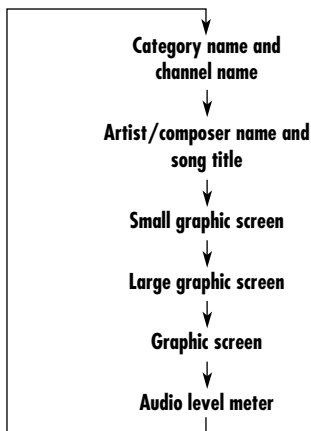 Category name and
channel name
Artist/composer name and
song title
Small graphic screen
Large graphic screen
Graphic screen
Audio level meter